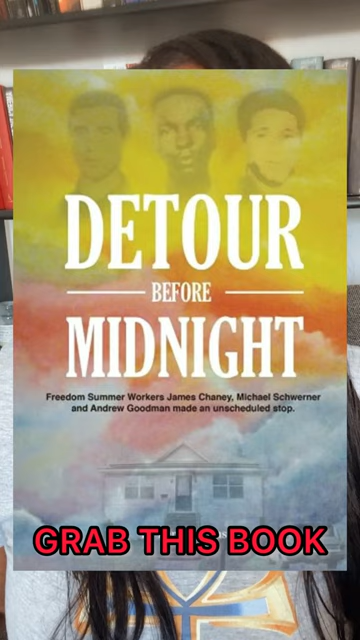 DETOUR
BEFORE
MIDNIGHT
Freedom Summer Workers James Chaney, Michael Schwerner
and Andrew Goodman made an unscheduled stop.
GRAB THIS BOOK